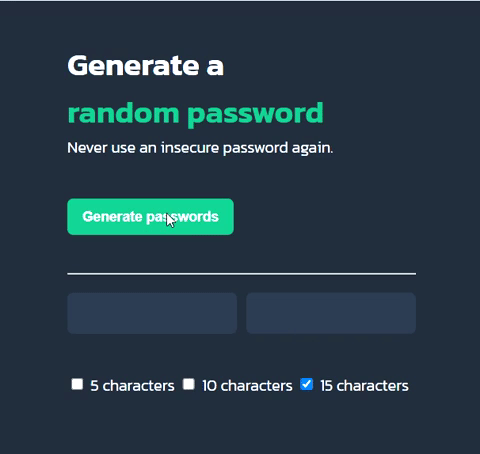 Generate a
random password
Never use an insecure password again.
Generate passwords
5 characters 10 characters 15 characters